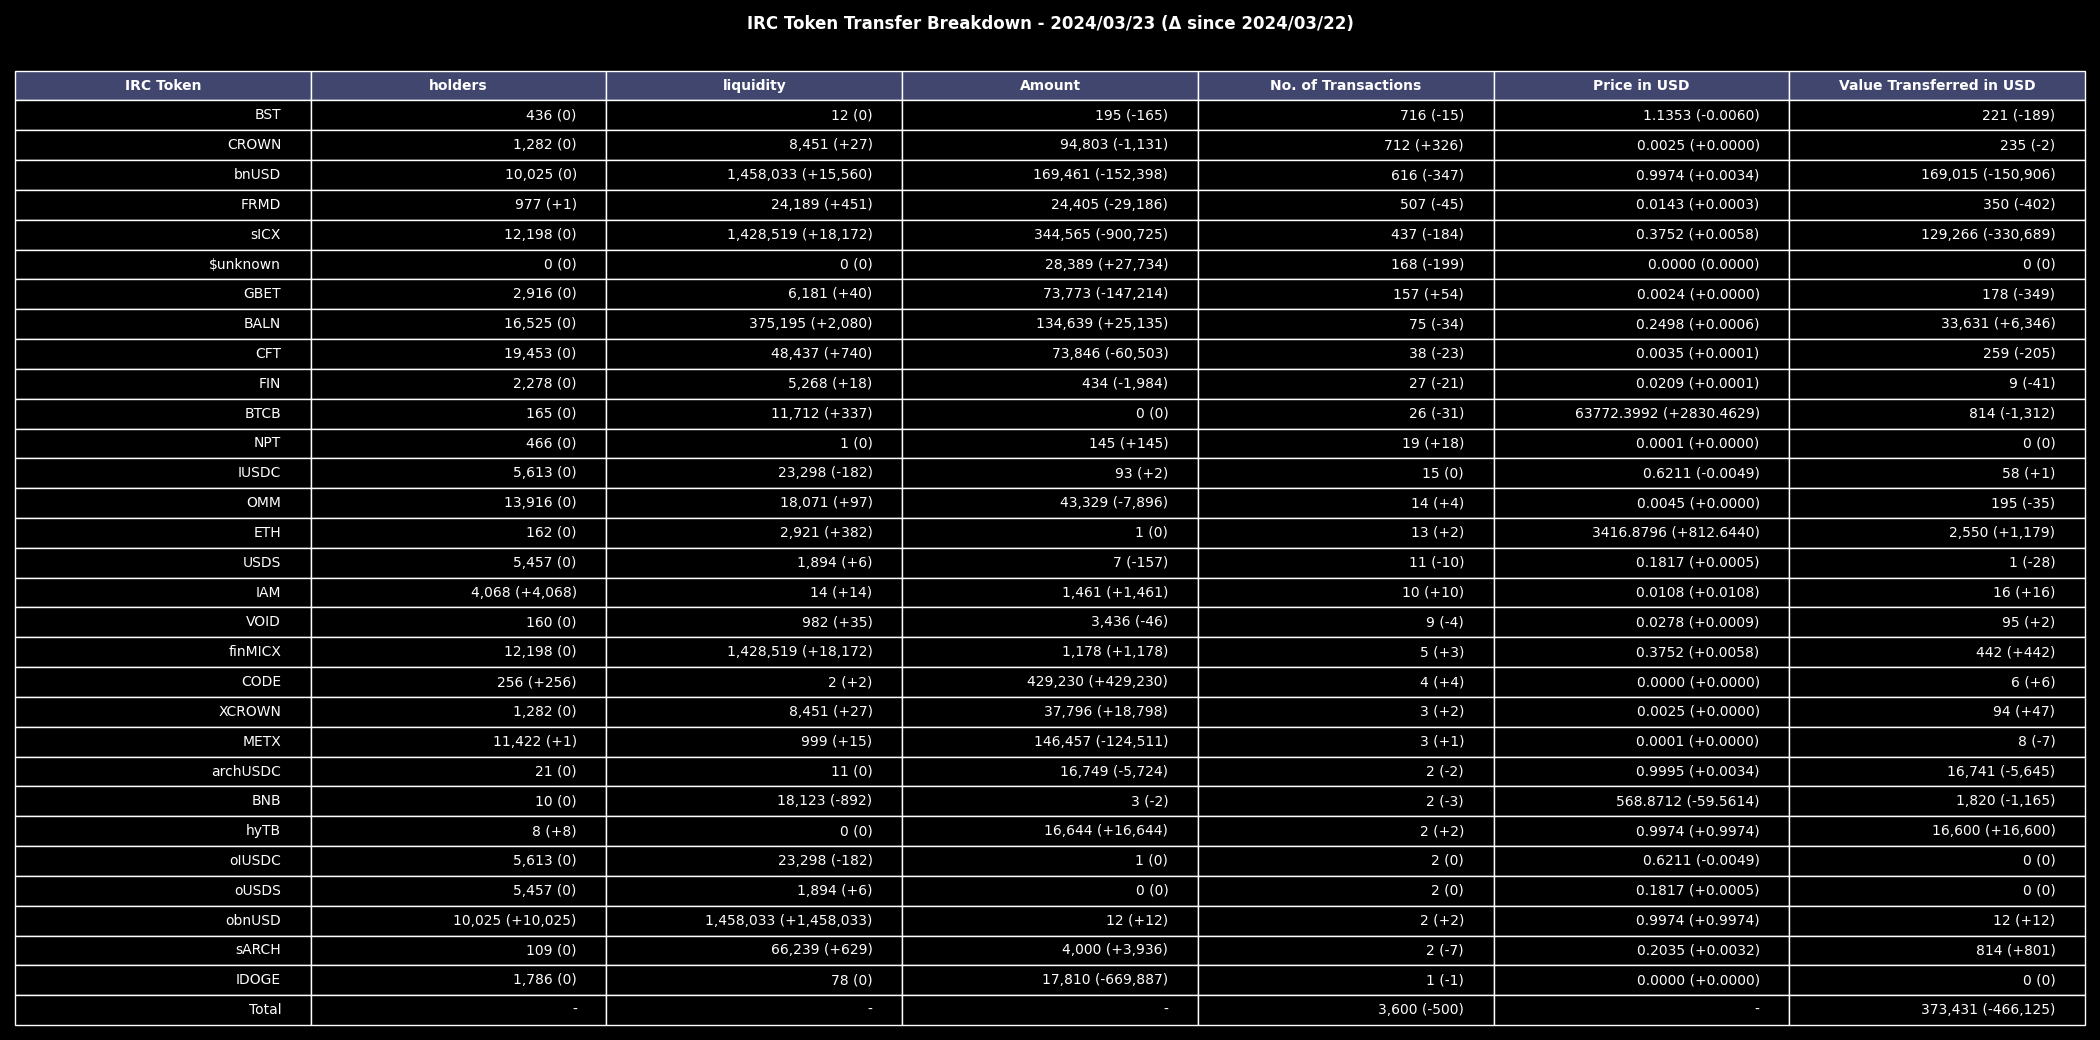 IRC Token Transfer Breakdown - 2024/03/23 (Δ since 2024/03/22)
IRC Token holders liquidity Amount No. of Transactions Price in USD Value Transferred in USD
BST 436 (0) 12 (0) 195 (-165) 716 (-15) 1.1353 (-0.0060) 221 (-189)
CROWN 1,282 (0) 8,451 (+27) 94,803 (-1,131) 712 (+326) 0.0025 (+0.0000) 235 (-2)
bnUSD 10,025 (0) 1,458,033 (+15,560) 169,461 (-152,398) 616 (-347) 0.9974 (+0.0034) 169,015 (-150,906)
FRMD 977 (+1) 24,189 (+451) 24,405 (-29,186) 507 (-45) 0.0143 (+0.0003) 350 (-402)
sICX 12,198 (0) 1,428,519 (+18,172) 344,565 (-900,725) 437 (-184) 0.3752 (+0.0058) 129,266 (-330,689)
$unknown 0 (0) 0 (0) 28,389 (+27,734) 168 (-199) 0.0000 (0.0000) 0 (0)
GBET 2,916 (0) 6,181 (+40) 73,773 (-147,214) 157 (+54) 0.0024 (+0.0000) 178 (-349)
BALN 16,525 (0) 375,195 (+2,080) 134,639 (+25,135) 75 (-34) 0.2498 (+0.0006) 33,631 (+6,346)
CFT 19,453 (0) 48,437 (+740) 73,846 (-60,503) 38 (-23) 0.0035 (+0.0001) 259 (-205)
FIN 2,278 (0) 5,268 (+18) 434 (-1,984) 27 (-21) 0.0209 (+0.0001) 9 (-41)
BTCB 165 (0) 11,712 (+337) 0 (0) 26 (-31) 63772.3992 (+2830.4629) 814 (-1,312)
NPT 466 (0) 1 (0) 145 (+145) 19 (+18) 0.0001 (+0.0000) 0 (0)
IUSDC 5,613 (0) 23,298 (-182) 93 (+2) 15 (0) 0.6211 (-0.0049) 58 (+1)
OMM 13,916 (0) 18,071 (+97) 43,329 (-7,896) 14 (+4) 0.0045 (+0.0000) 195 (-35)
ETH 162 (0) 2,921 (+382) 1 (0) 13 (+2) 3416.8796 (+812.6440) 2,550 (+1,179)
USDS 5,457 (0) 1,894 (+6) 7 (-157) 11 (-10) 0.1817 (+0.0005) 1 (-28)
IAM 4,068 (+4,068) 14 (+14) 1,461 (+1,461) 10 (+10) 0.0108 (+0.0108) 16 (+16)
VOID 160 (0) 982 (+35) 3,436 (-46) 9 (-4) 0.0278 (+0.0009) 95 (+2)
finMICX 12,198 (0) 1,428,519 (+18,172) 1,178 (+1,178) 5 (+3) 0.3752 (+0.0058) 442 (+442)
CODE 256 (+256) 2 (+2) 429,230 (+429,230) 4 (+4) 0.0000 (+0.0000) 6 (+6)
XCROWN 1,282 (0) 8,451 (+27) 37,796 (+18,798) 3 (+2) 0.0025 (+0.0000) 94 (+47)
METX 11,422 (+1) 999 (+15) 146,457 (-124,511) 3 (+1) 0.0001 (+0.0000) 8 (-7)
archUSDC 21 (0) 11 (0) 16,749 (-5,724) 2 (-2) 0.9995 (+0.0034) 16,741 (-5,645)
BNB 10 (0) 18,123 (-892) 3 (-2) 2 (-3) 568.8712 (-59.5614) 1,820 (-1,165)
hyTB 8 (+8) 0 (0) 16,644 (+16,644) 2 (+2) 0.9974 (+0.9974) 16,600 (+16,600)
oIUSDC 5,613 (0) 23,298 (-182) 1 (0) 2 (0) 0.6211 (-0.0049) 0 (0)
oUSDS 5,457 (0) 1,894 (+6) 0 (0) 2 (0) 0.1817 (+0.0005) 0 (0)
obnUSD 10,025 (+10,025) 1,458,033 (+1,458,033) 12 (+12) 2 (+2) 0.9974 (+0.9974) 12 (+12)
sARCH 109 (0) 66,239 (+629) 4,000 (+3,936) 2 (-7) 0.2035 (+0.0032) 814 (+801)
IDOGE 1,786 (0) 78 (0) 17,810 (-669,887) 1 (-1) 0.0000 (+0.0000) 0 (0)
Total - - - 3,600 (-500) - 373,431 (-466,125)